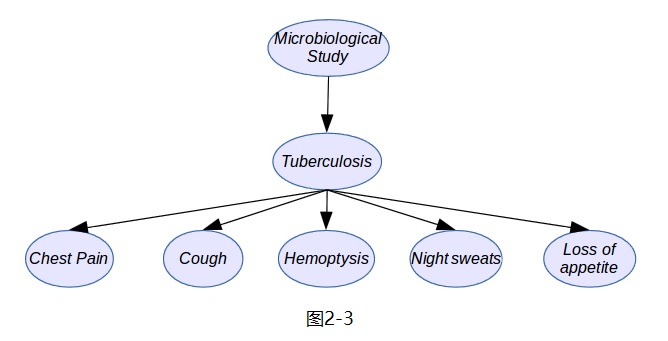 Microbiological
Study
Tuberculosis
Chest Pain
Cough
Hemoptysis
Night sweats
Loss of
appetite
图2-3